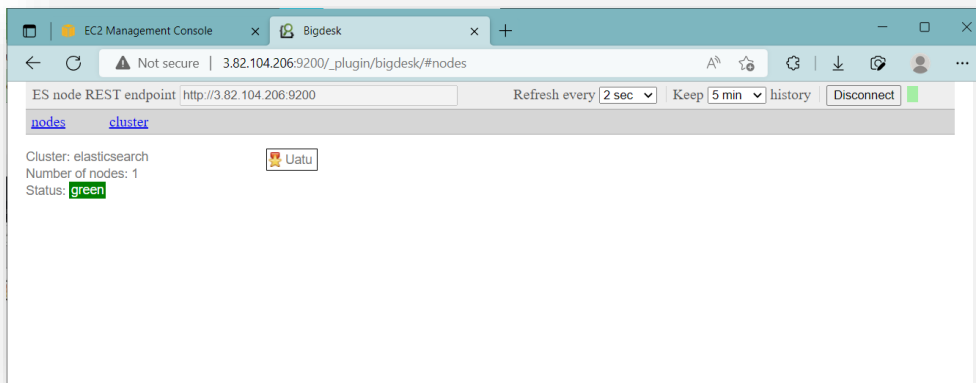 EC2 Management Console
Bigdesk
Not secure | 3.82.104.206:9200/_plugin/bigdesk/#nodes
ES node REST endpoint http://3.82.104.206:9200 Refresh every 2 sec Keep 5 min history Disconnect
nodes cluster
Cluster: elasticsearch Uatu
Number of nodes: 1
Status: green